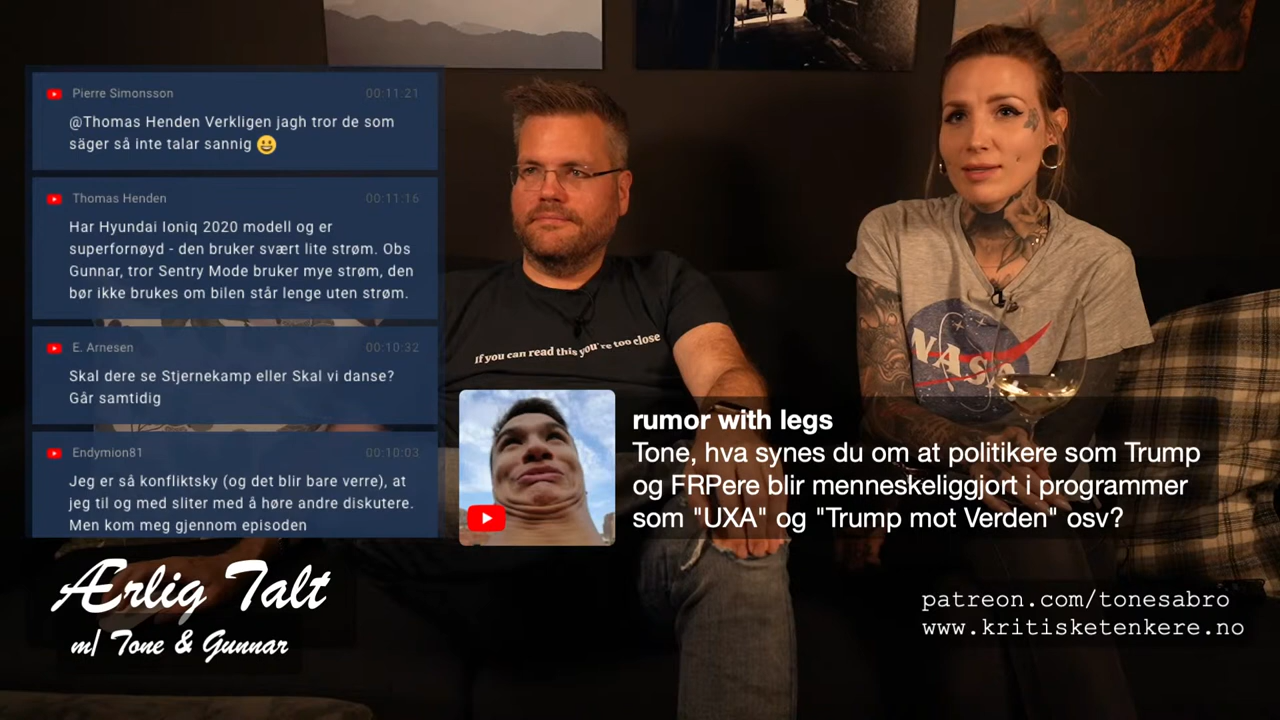 Pierre Simonsson 00:11:21
@Thomas Henden Verkligen jagh tror de som
säger så inte talar sannig 😀
Thomas Henden 00:11:16
Har Hyundai Ioniq 2020 modell og er
superfornøyd - den bruker svært lite strøm. Obs
Gunnar, tror Sentry Mode bruker mye strøm, den
bør ikke brukes om bilen står lenge uten strøm.
E. Arnesen 00:10:32
Skal dere se Stjernekamp eller Skal vi danse?
Går samtidig
Endymion81 00:10:03
Jeg er så konfliktsky (og det blir bare verre), at
jeg til og med sliter med å høre andre diskutere.
Men kom meg gjennom episoden
If you can read this you're too close
NASA
rumor with legs
Tone, hva synes du om at politikere som Trump
og FRPere blir menneskeliggjort i programmer
som "UXA" og "Trump mot Verden" osv?
Ærlig Talt
m/ Tone & Gunnar
patreon.com/tonesabro
www.kritisketenkere.no